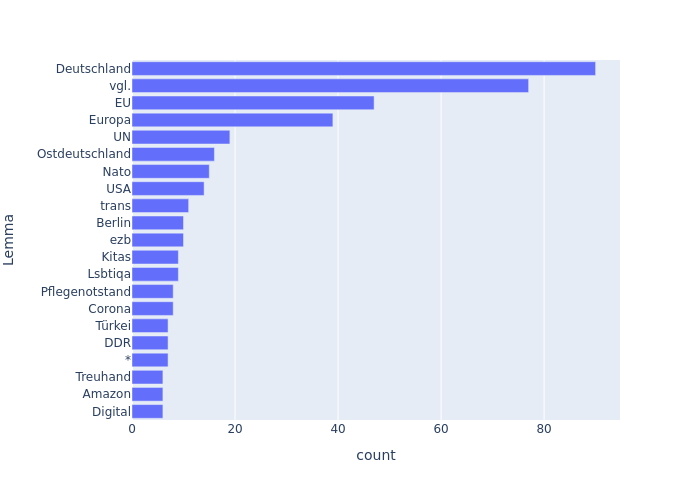 Deutschland
vgl.
EU
Europa
UN
Ostdeutschland
Nato
USA
trans
Berlin
ezb
Kitas
Lsbtiqa
Pflegenotstand
Corona
Türkei
DDR
*
Treuhand
Amazon
Digital
0 20 40 60 80
count
Lemma